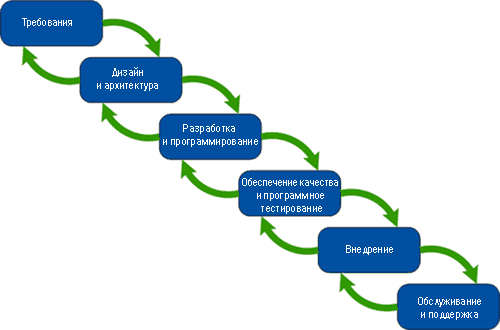 Требования
Дизайн
и архитектура
Разработка
и программирование
Обеспечение качества
и программное
тестирование
Внедрение
Обслуживание
и поддержка